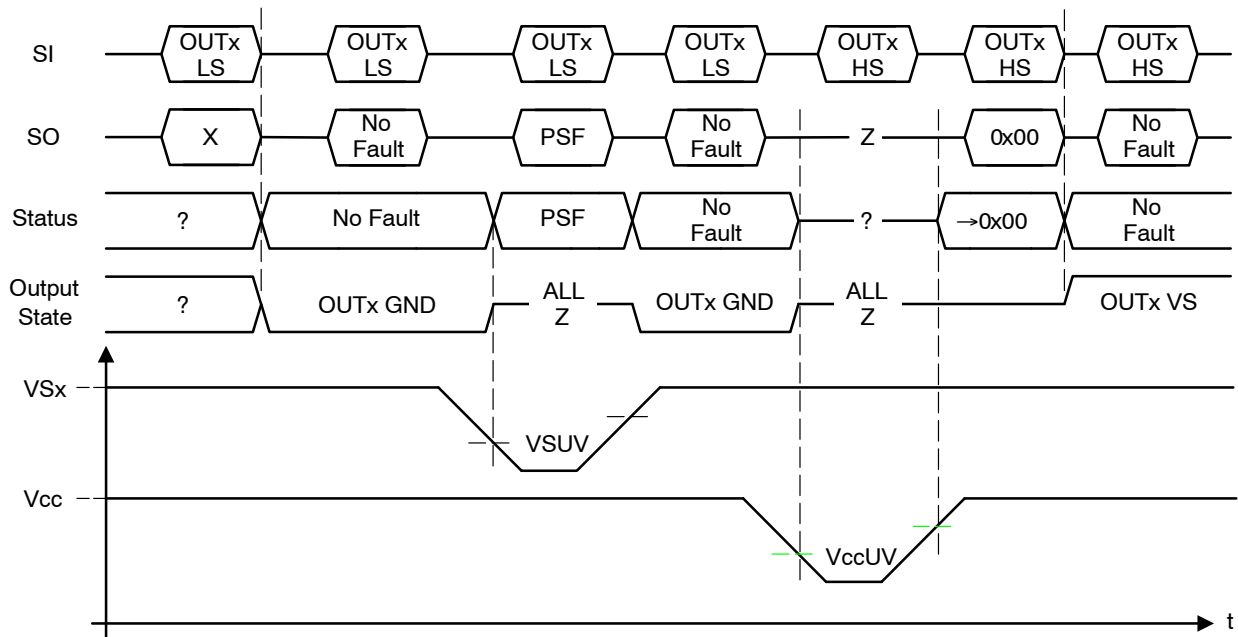 SI
OUTx
LS
OUTx
LS
OUTx
LS
OUTx
LS
OUTx
HS
OUTx
HS
OUTx
HS
SO
X
No
Fault
PSF
No
Fault
Z
0x00
No
Fault
Status
?
No Fault
PSF
No
Fault
?
→0x00
No
Fault
Output
State
?
OUTx GND
ALL
Z
OUTx GND
ALL
Z
OUTx VS
VSx
VSUV
Vcc
VccUV
t